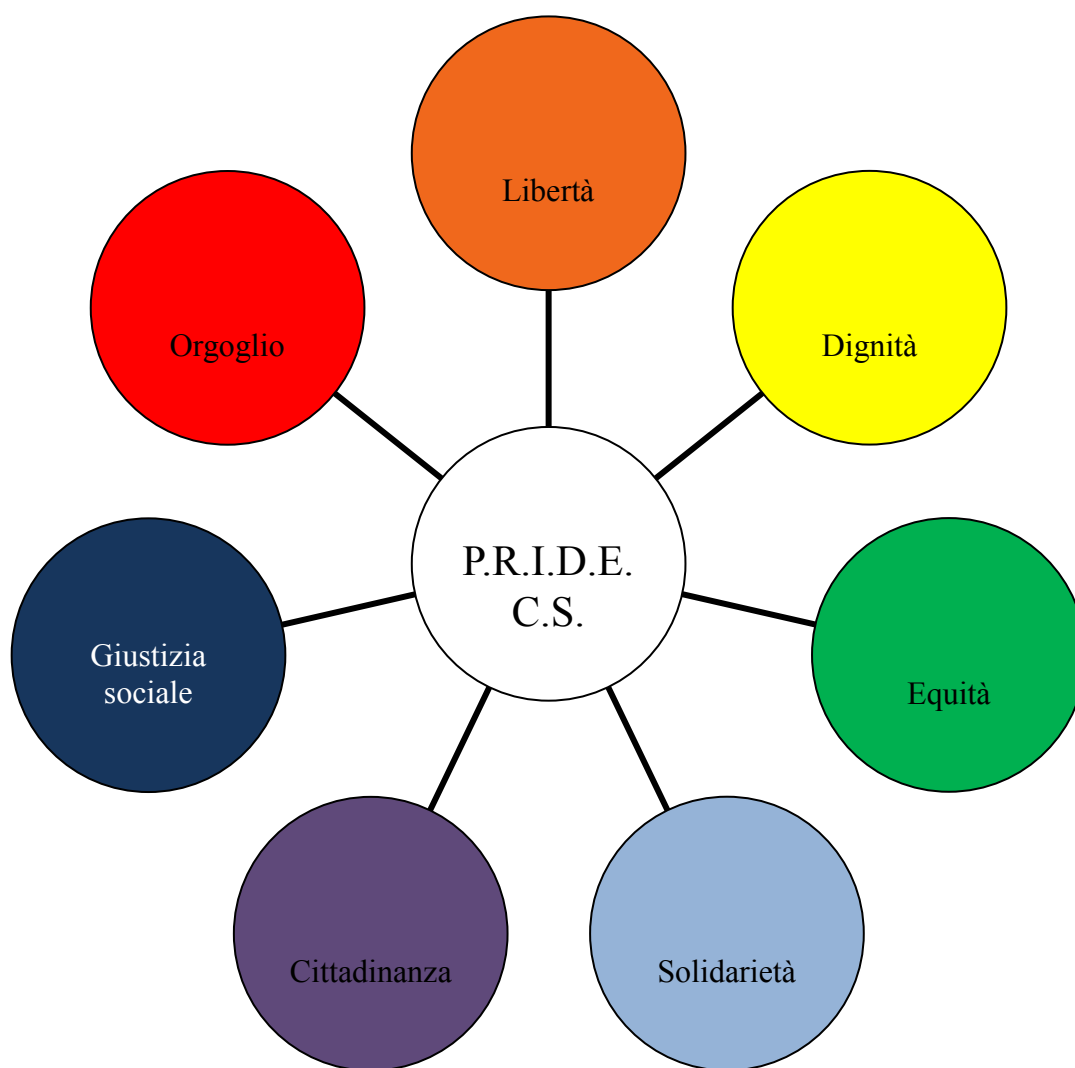 Libertà
Orgoglio
Dignità
P.R.I.D.E.
C.S.
Giustizia
sociale
Equità
Cittadinanza
Solidarietà